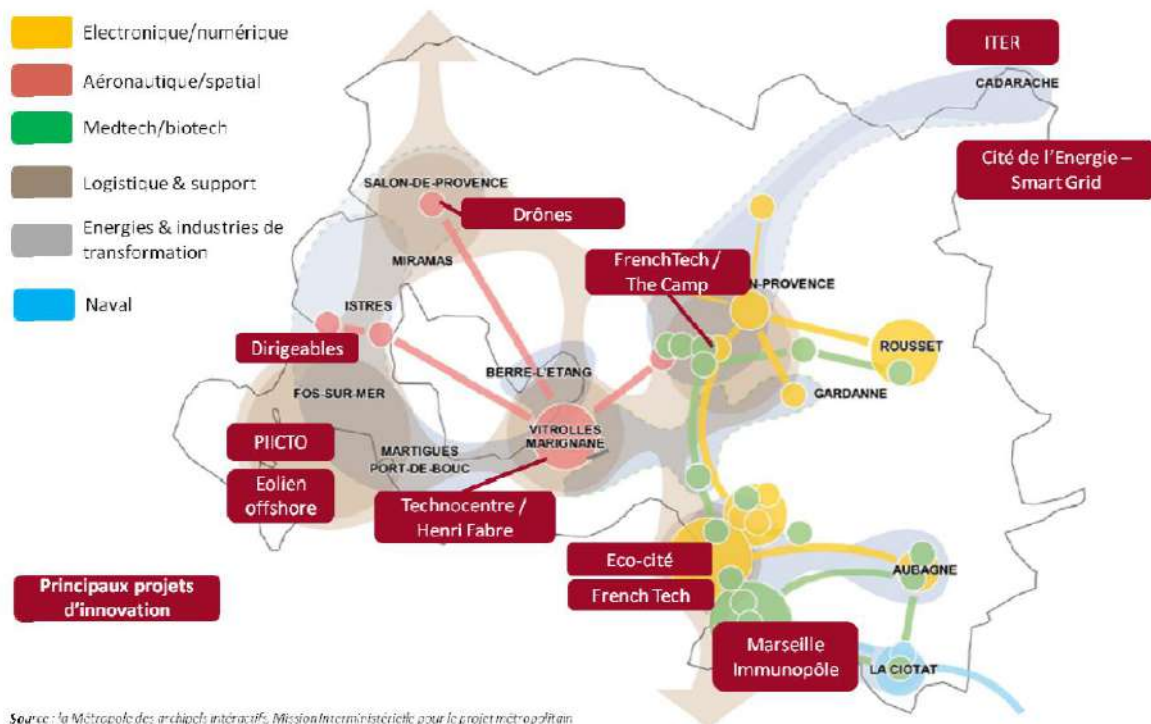 Electronique/numérique
Aéronautique/spatial
Medtech/biotech
Logistique & support
Energies & industries de
transformation
Naval
ITER
CADARACHE
Cité de l'Energie –
Smart Grid
SALON-DE-PROVENCE
Drônes
MIRAMAS
FrenchTech /
The Camp
N-PROVENCE
ISTRES
Dirigeables
BERRE-L'ETANG
ROUSSET
FOS-SUR-MER
GARDANNE
VITROLLES
MARIGNANE
PIICTO
MARTIGUES
PORT-DE-BOUC
Eolien
offshore
Technocentre /
Henri Fabre
Eco-cité
AUBAGNE
French Tech
Principaux projets
d'innovation
Marseille
Immunopôle
LA CIOTAT
Source : la Métropole des archipels intéractifs, Mission Interministérielle pour le projet métropolitain